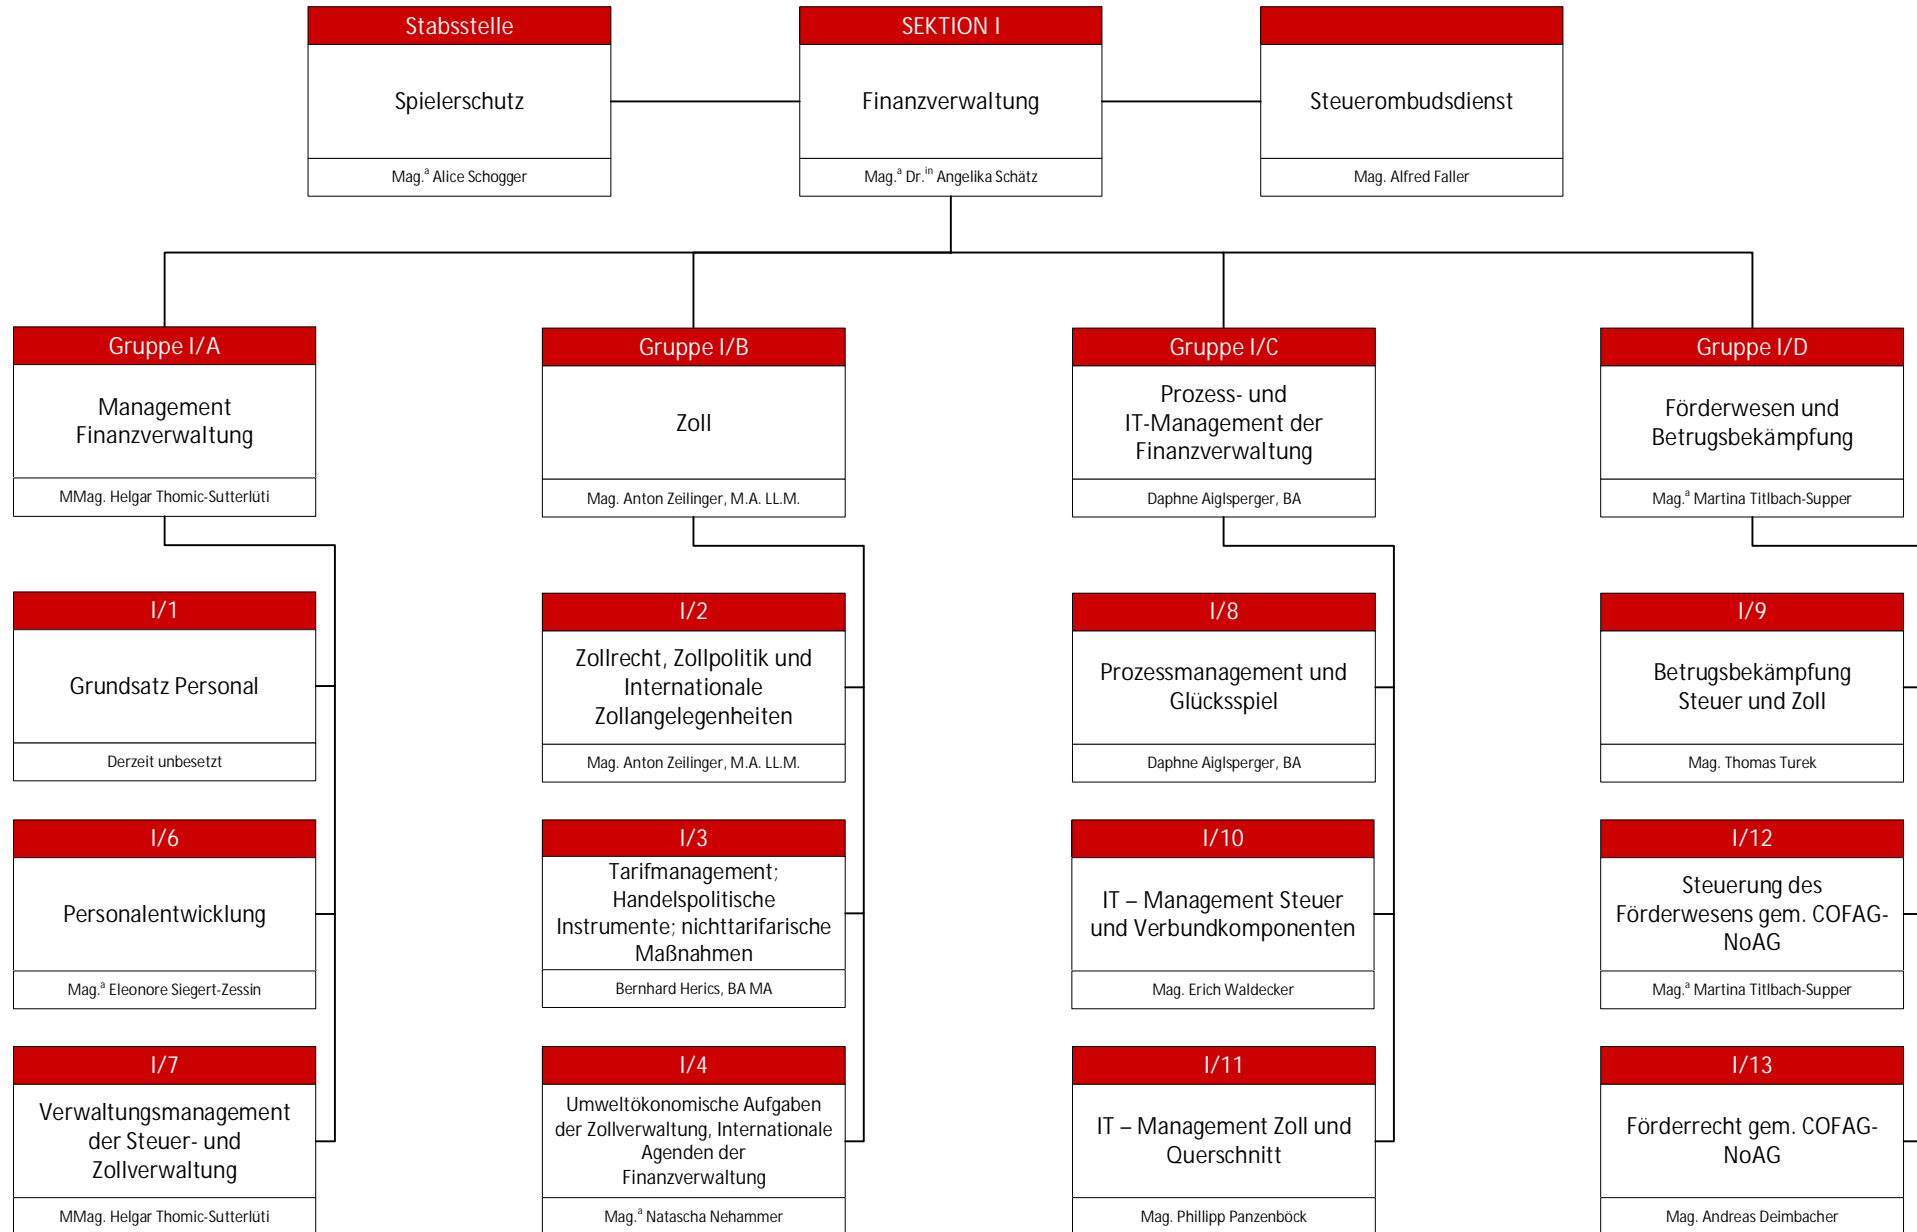 Stabsstelle
Spielerschutz
Mag.ª Alice Schogger
SEKTION I
Finanzverwaltung
Mag.ª Dr.ⁱⁿ Angelika Schätz
Steuerombudsdienst
Mag. Alfred Faller
Gruppe I/A
Management
Finanzverwaltung
MMag. Helgar Thomic-Sutterlüti
Gruppe I/B
Zoll
Mag. Anton Zeilinger, M.A. LL.M.
Gruppe I/C
Prozess- und
IT-Management der
Finanzverwaltung
Daphne Aiglsperger, BA
Gruppe I/D
Förderwesen und
Betrugsbekämpfung
Mag.ª Martina Titlbach-Supper
I/1
Grundsatz Personal
Derzeit unbesetzt
I/2
Zollrecht, Zollpolitik und
Internationale
Zollangelegenheiten
Mag. Anton Zeilinger, M.A. LL.M.
I/8
Prozessmanagement und
Glücksspiel
Daphne Aiglsperger, BA
I/9
Betrugsbekämpfung
Steuer und Zoll
Mag. Thomas Turek
I/6
Personalentwicklung
Mag.ª Eleonore Siegert-Zessin
I/3
Tarifmanagement;
Handelspolitische
Instrumente; nichttarifarische
Maßnahmen
Bernhard Herics, BA MA
I/10
IT – Management Steuer
und Verbundkomponenten
Mag. Erich Waldecker
I/12
Steuerung des
Förderwesens gem. COFAG-
NoAG
Mag.ª Martina Titlbach-Supper
I/7
Verwaltungsmanagement
der Steuer- und
Zollverwaltung
MMag. Helgar Thomic-Sutterlüti
I/4
Umweltökonomische Aufgaben
der Zollverwaltung, Internationale
Agenden der
Finanzverwaltung
Mag.ª Natascha Nehammer
I/11
IT – Management Zoll und
Querschnitt
Mag. Phillipp Panzenböck
I/13
Förderrecht gem. COFAG-
NoAG
Mag. Andreas Deimbacher